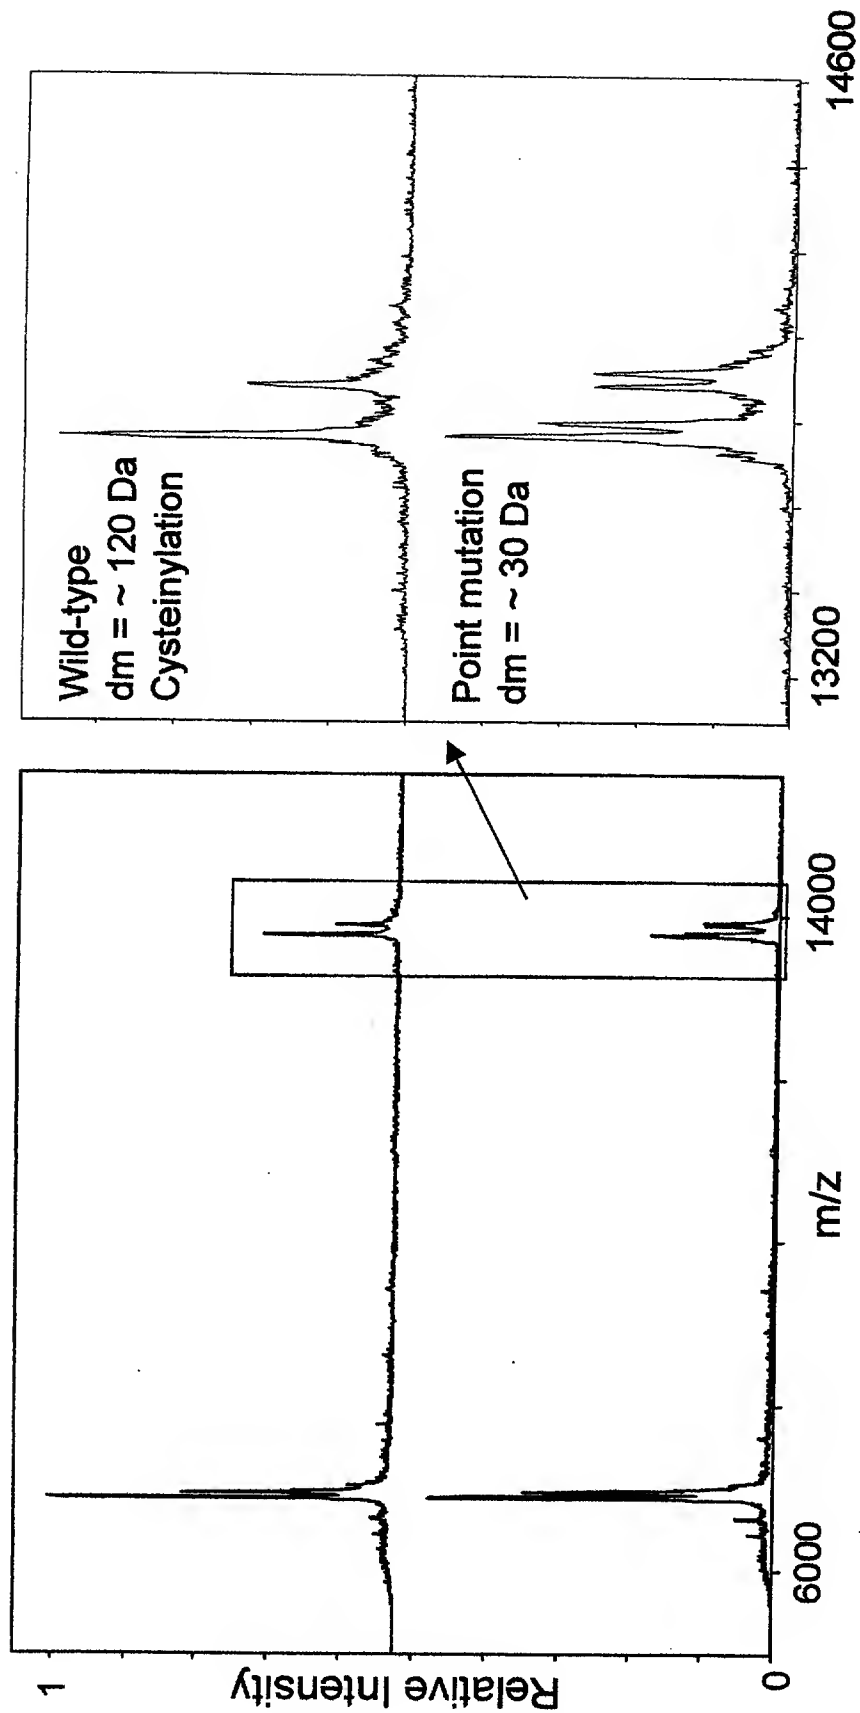 Wild-type
dm = ~ 120 Da
Cysteinylation
Point mutation
dm = ~ 30 Da
13200
14600
1
Relative Intensity
0
6000
14000
m/z